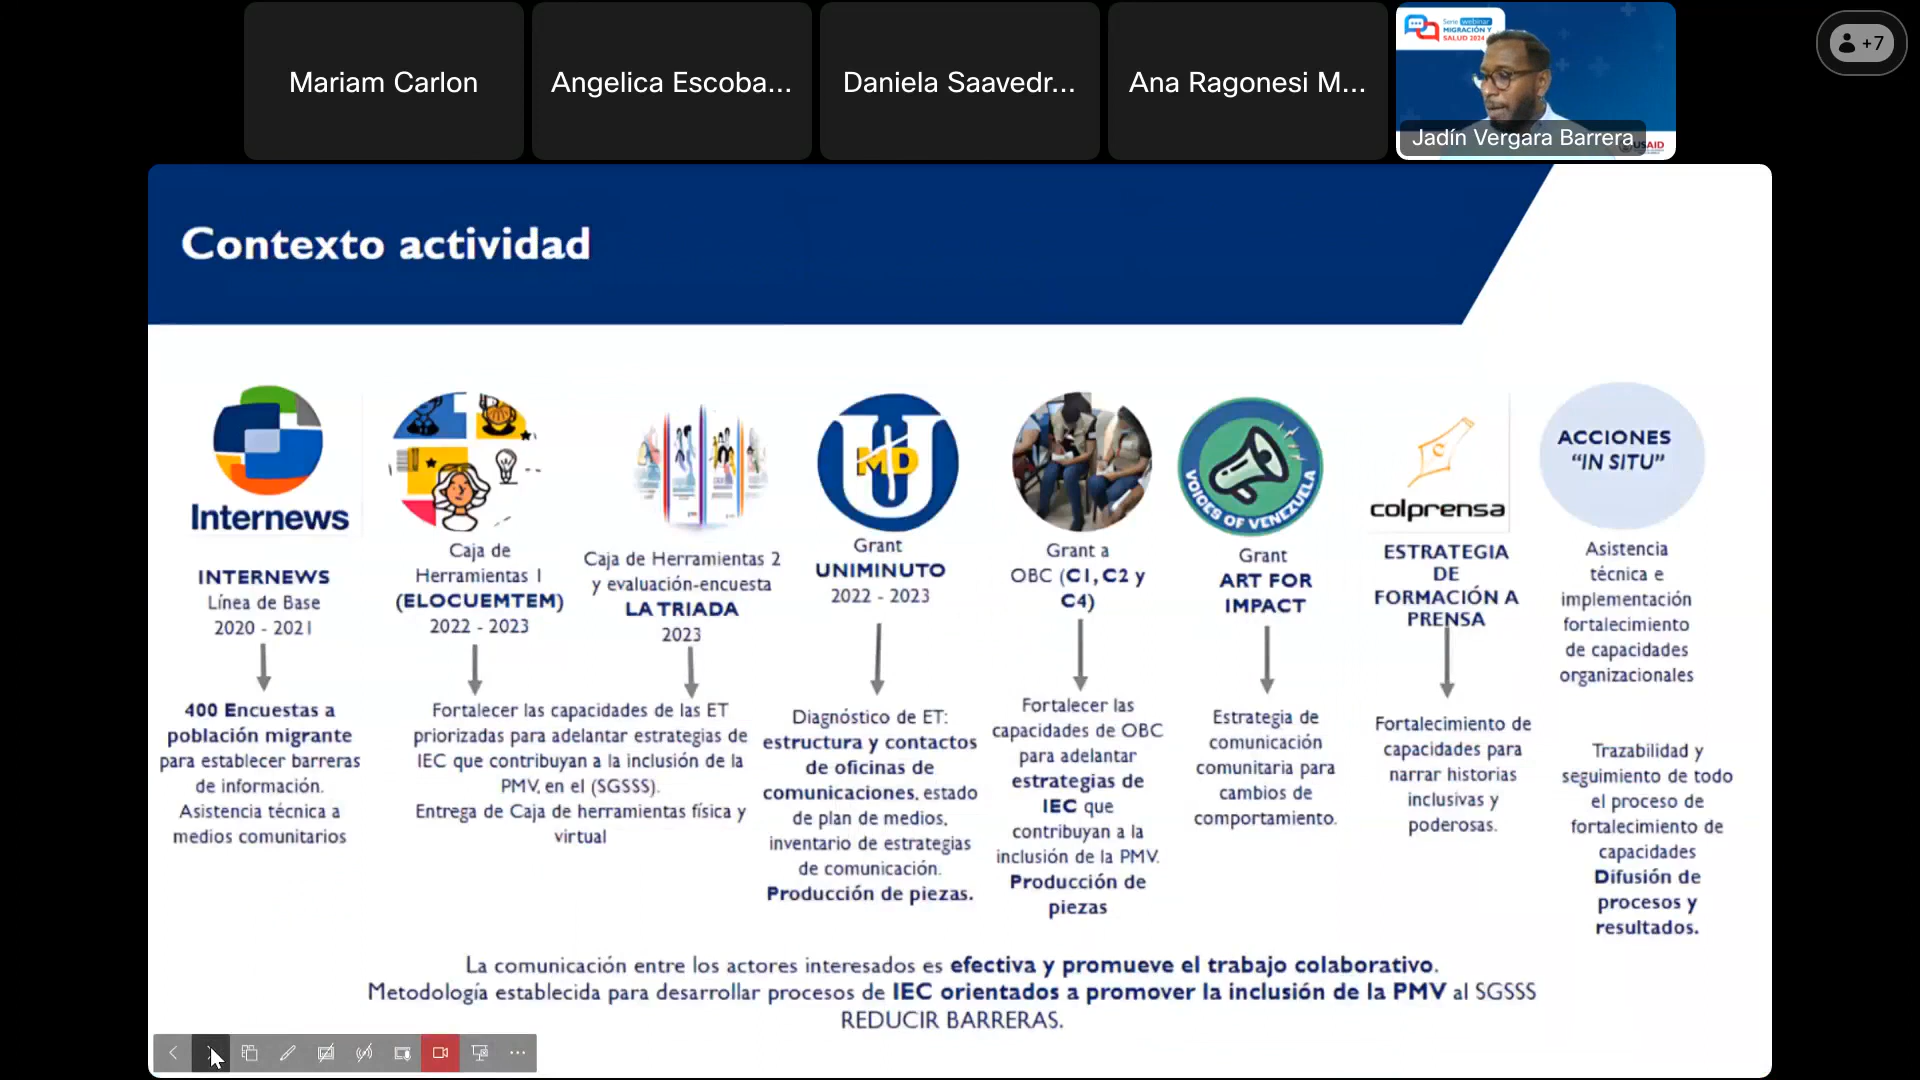 Mariam Carlon
Angelica Escoba...
Daniela Saavedr...
Ana Ragonesi M...
Serie webinar
MIGRACIÓN Y
SALUD 2024
Jadín Vergara Barrera
USAID
+7
Contexto actividad
Internews
INTERNEWS
Línea de Base
2020 - 2021
400 Encuestas a
población migrante
para establecer barreras
de información.
Asistencia técnica a
medios comunitarios
Caja de
Herramientas 1
(ELOCUEMTEM)
2022 - 2023
Caja de Herramientas 2
y evaluación-encuesta
LA TRIADA
2023
Fortalecer las capacidades de las ET
priorizadas para adelantar estrategias de
IEC que contribuyan a la inclusión de la
PMV, en el (SGSSS).
Entrega de Caja de herramientas física y
virtual
U
MD
Grant
UNIMINUTO
2022 - 2023
Diagnóstico de ET:
estructura y contactos
de oficinas de
comunicaciones, estado
de plan de medios,
inventario de estrategias
de comunicación.
Producción de piezas.
Grant a
OBC (C1, C2 y
C4)
Fortalecer las
capacidades de OBC
para adelantar
estrategias de
IEC que
contribuyan a la
inclusión de la PMV.
Producción de
piezas
VOICES OF VENEZUELA
Grant
ART FOR
IMPACT
Estrategia de
comunicación
comunitaria para
cambios de
comportamiento.
colprensa
ESTRATEGIA
DE
FORMACIÓN A
PRENSA
Fortalecimiento de
capacidades para
narrar historias
inclusivas y
poderosas.
ACCIONES
"IN SITU"
Asistencia
técnica e
implementación
fortalecimiento
de capacidades
organizacionales
Trazabilidad y
seguimiento de todo
el proceso de
fortalecimiento de
capacidades
Difusión de
procesos y
resultados.
La comunicación entre los actores interesados es efectiva y promueve el trabajo colaborativo.
Metodología establecida para desarrollar procesos de IEC orientados a promover la inclusión de la PMV al SGSSS
REDUCIR BARRERAS.